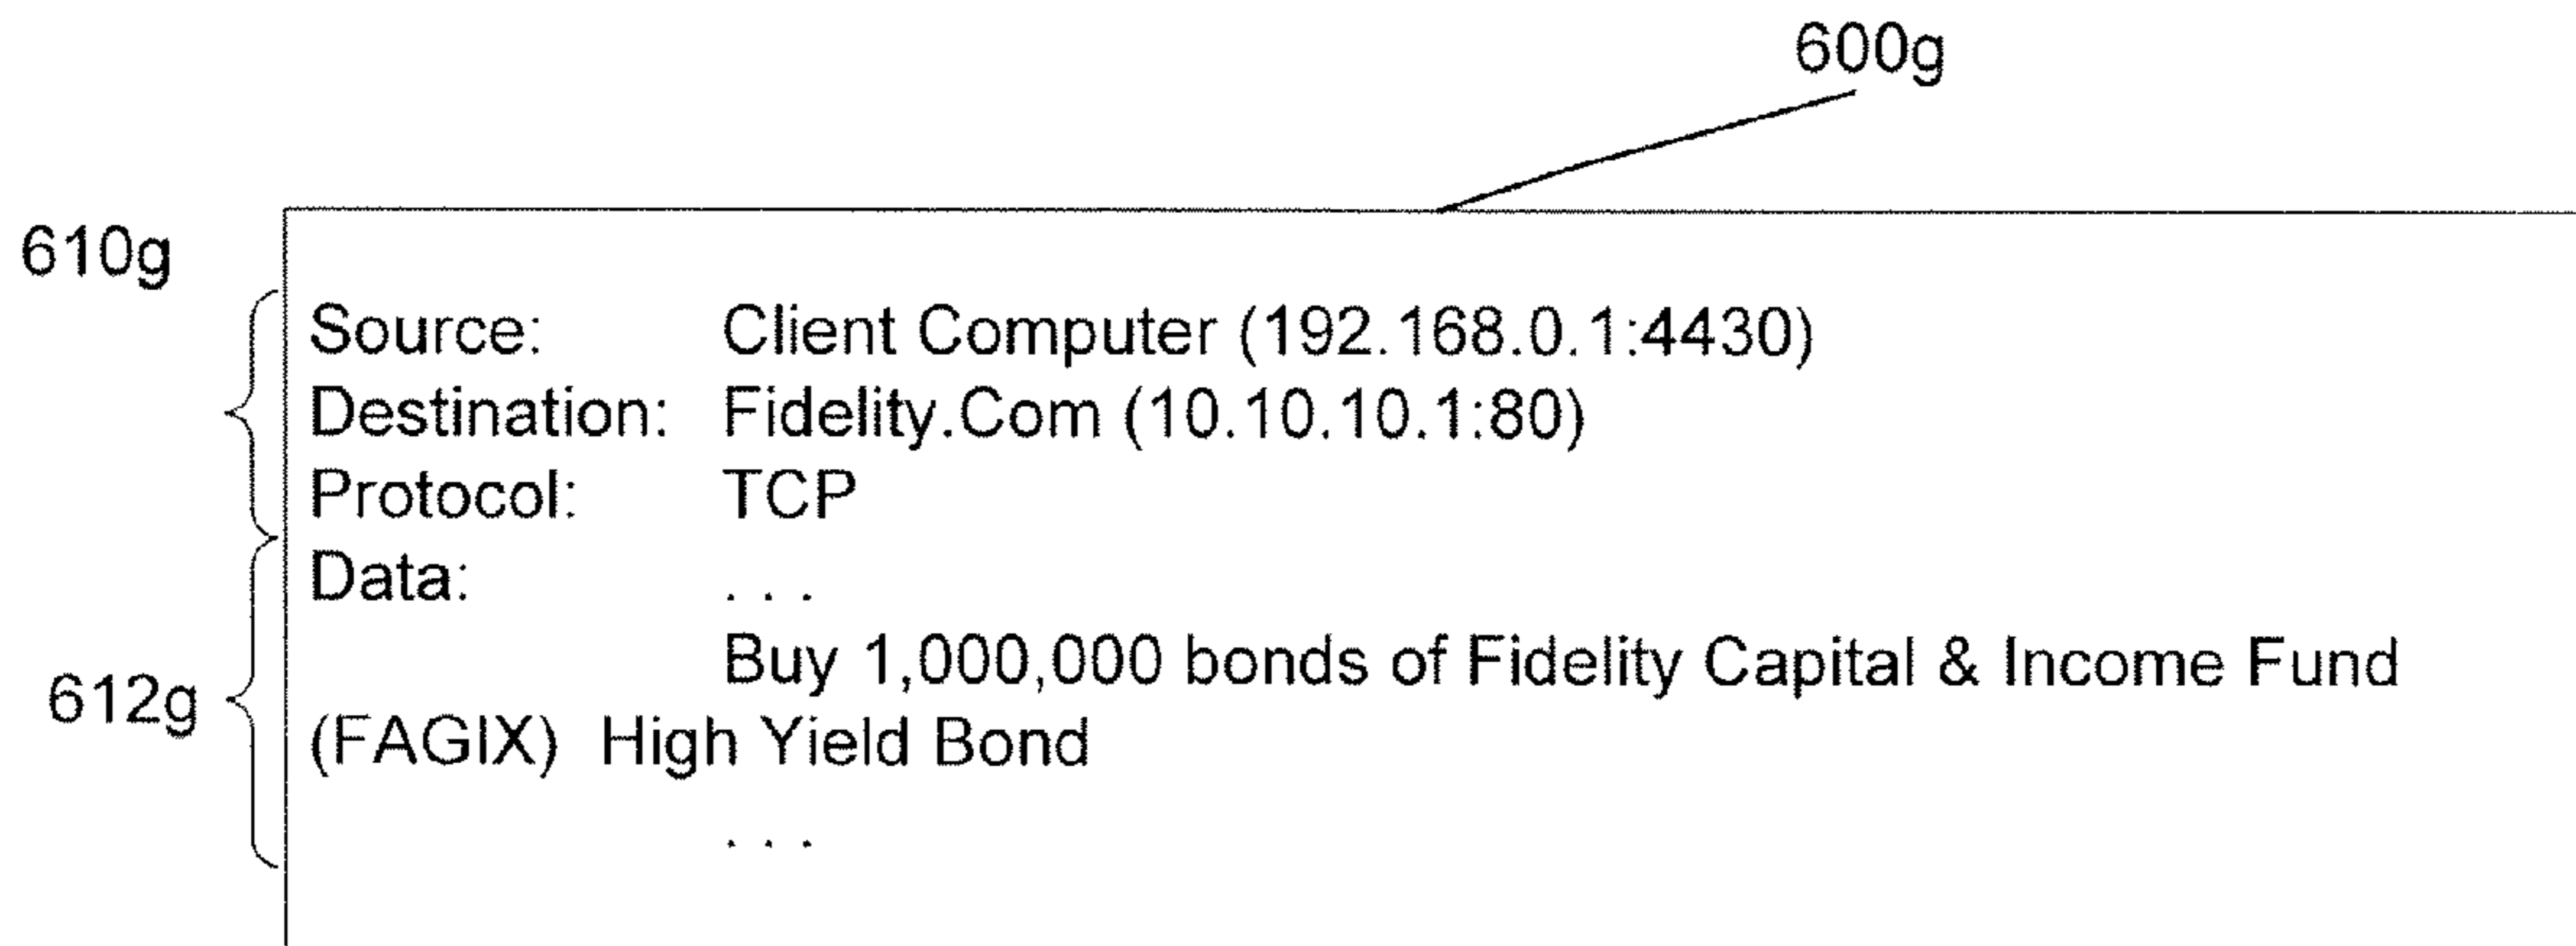 600g
610g
Source: Client Computer (192.168.0.1:4430)
Destination: Fidelity.Com (10.10.10.1:80)
Protocol: TCP
Data: . . .
Buy 1,000,000 bonds of Fidelity Capital & Income Fund
612g
(FAGIX) High Yield Bond
. . .